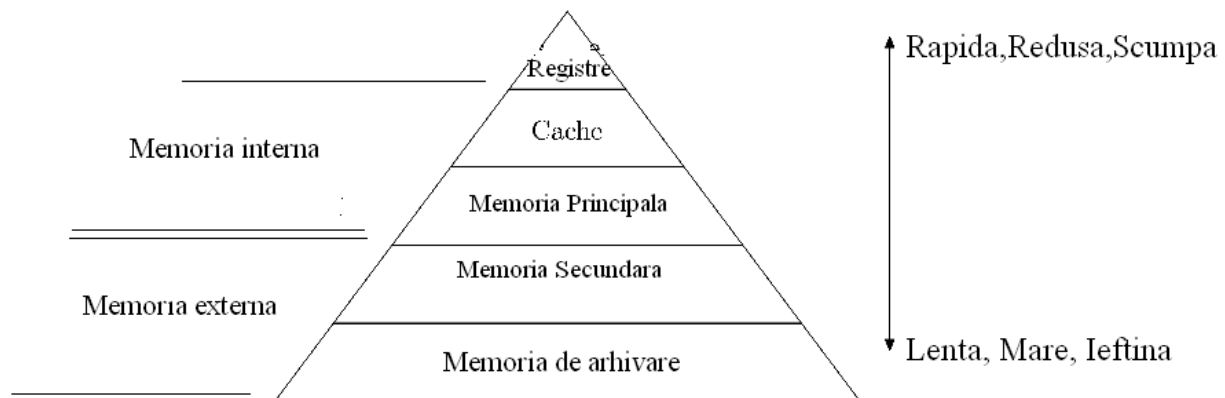 Rapida,Redusa,Scumpa
Registre
Cache
Memoria interna
Memoria Principala
Memoria Secundara
Memoria externa
Memoria de arhivare
Lenta, Mare, Ieftina